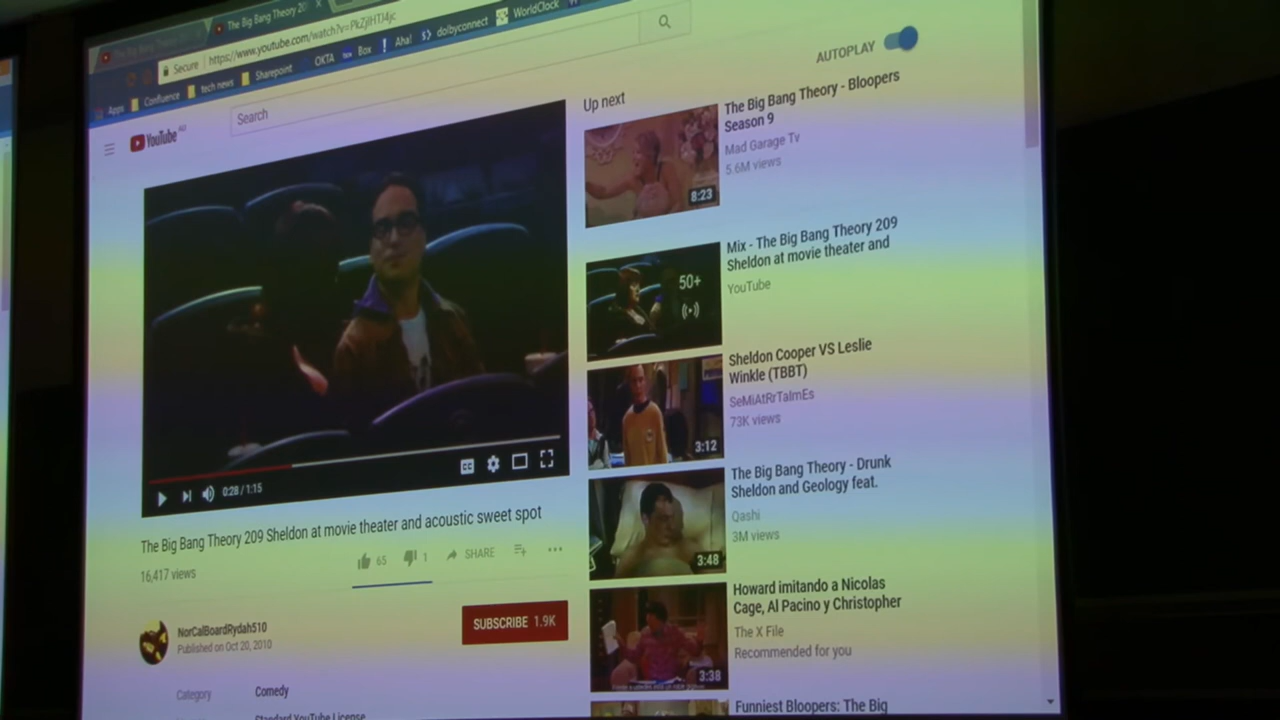 The Big Bang Theory 20
https://www.youtube.com/watch?v=PkZjlHTJ4jc
Secure
Apps
Confluence
tech news
Sharepoint
OKTA
Box
Aha!
dolbyconnect
WorldClock
YouTube
Search
AUTOPLAY
Up next
The Big Bang Theory - Bloopers
Season 9
Mad Garage Tv
5.6M views
8:23
Mix - The Big Bang Theory 209
Sheldon at movie theater and
YouTube
50+
Sheldon Cooper VS Leslie
Winkle (TBBT)
SeMiAtRrTaImEs
73K views
3:12
The Big Bang Theory - Drunk
Sheldon and Geology feat.
Qashi
3M views
3:48
Howard imitando a Nicolas
Cage, Al Pacino y Christopher
The X File
Recommended for you
3:38
Funniest Bloopers: The Big
CC
0:28 / 1:15
The Big Bang Theory 209 Sheldon at movie theater and acoustic sweet spot
16,417 views
65
1
SHARE
NorCalBoardRydah510
Published on Oct 20, 2010
SUBSCRIBE 1.9K
Category
Comedy
Standard YouTube License